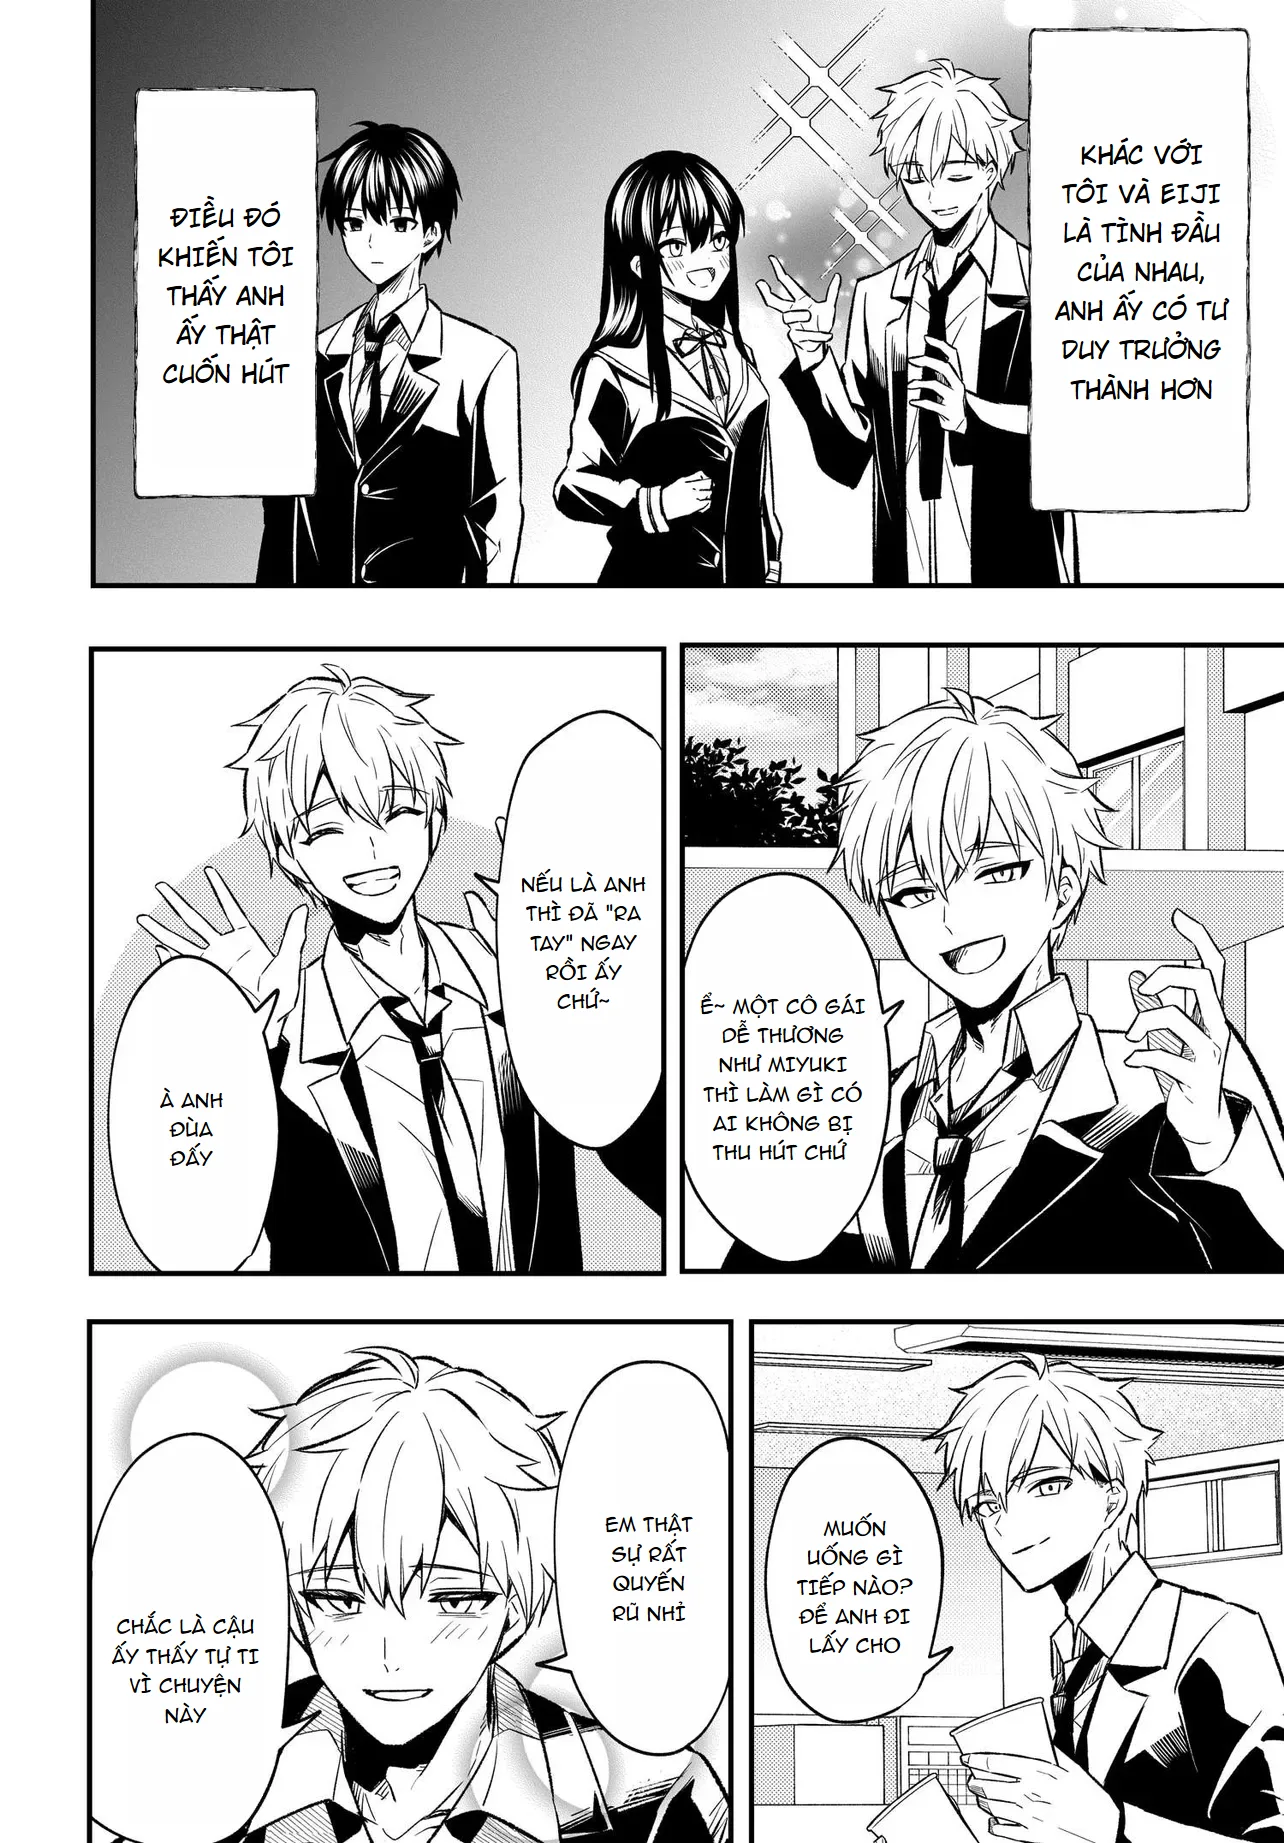 KHÁC VỚI
TÔI VÀ EIJI
LÀ TÌNH ĐẦU
CỦA NHAU,
ANH ẤY CÓ TƯ
DUY TRƯỞNG
THÀNH HƠN
ĐIỀU ĐÓ
KHIẾN TÔI
THẤY ANH
ẤY THẬT
CUỐN HÚT
Ể~ MỘT CÔ GÁI
DỄ THƯƠNG
NHƯ MIYUKI
THÌ LÀM GÌ CÓ
AI KHÔNG BỊ
THU HÚT CHỨ
NẾU LÀ ANH
THÌ ĐÃ "RA
TAY" NGAY
RỒI ẤY
CHỨ~
À ANH
ĐÙA
ĐẤY
MUỐN
UỐNG GÌ
TIẾP NÀO?
ĐỂ ANH ĐI
LẤY CHO
EM THẬT
SỰ RẤT
QUYẾN
RŨ NHỈ
CHẮC LÀ CẬU
ẤY THẤY TỰ TI
VÌ CHUYỆN
NÀY